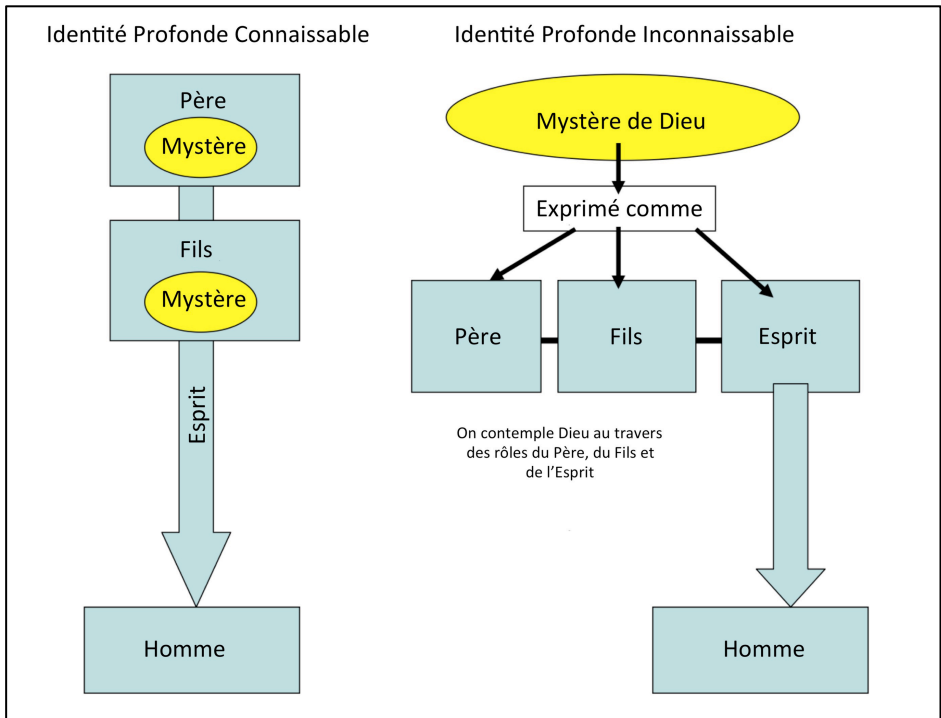 Identité Profonde Connaissable
Père
Mystère
Fils
Mystère
Esprit
Homme
Identité Profonde Inconnaissable
Mystère de Dieu
Exprimé comme
Père
Fils
Esprit
On contemple Dieu au travers
des rôles du Père, du Fils et
de l’Esprit
Homme